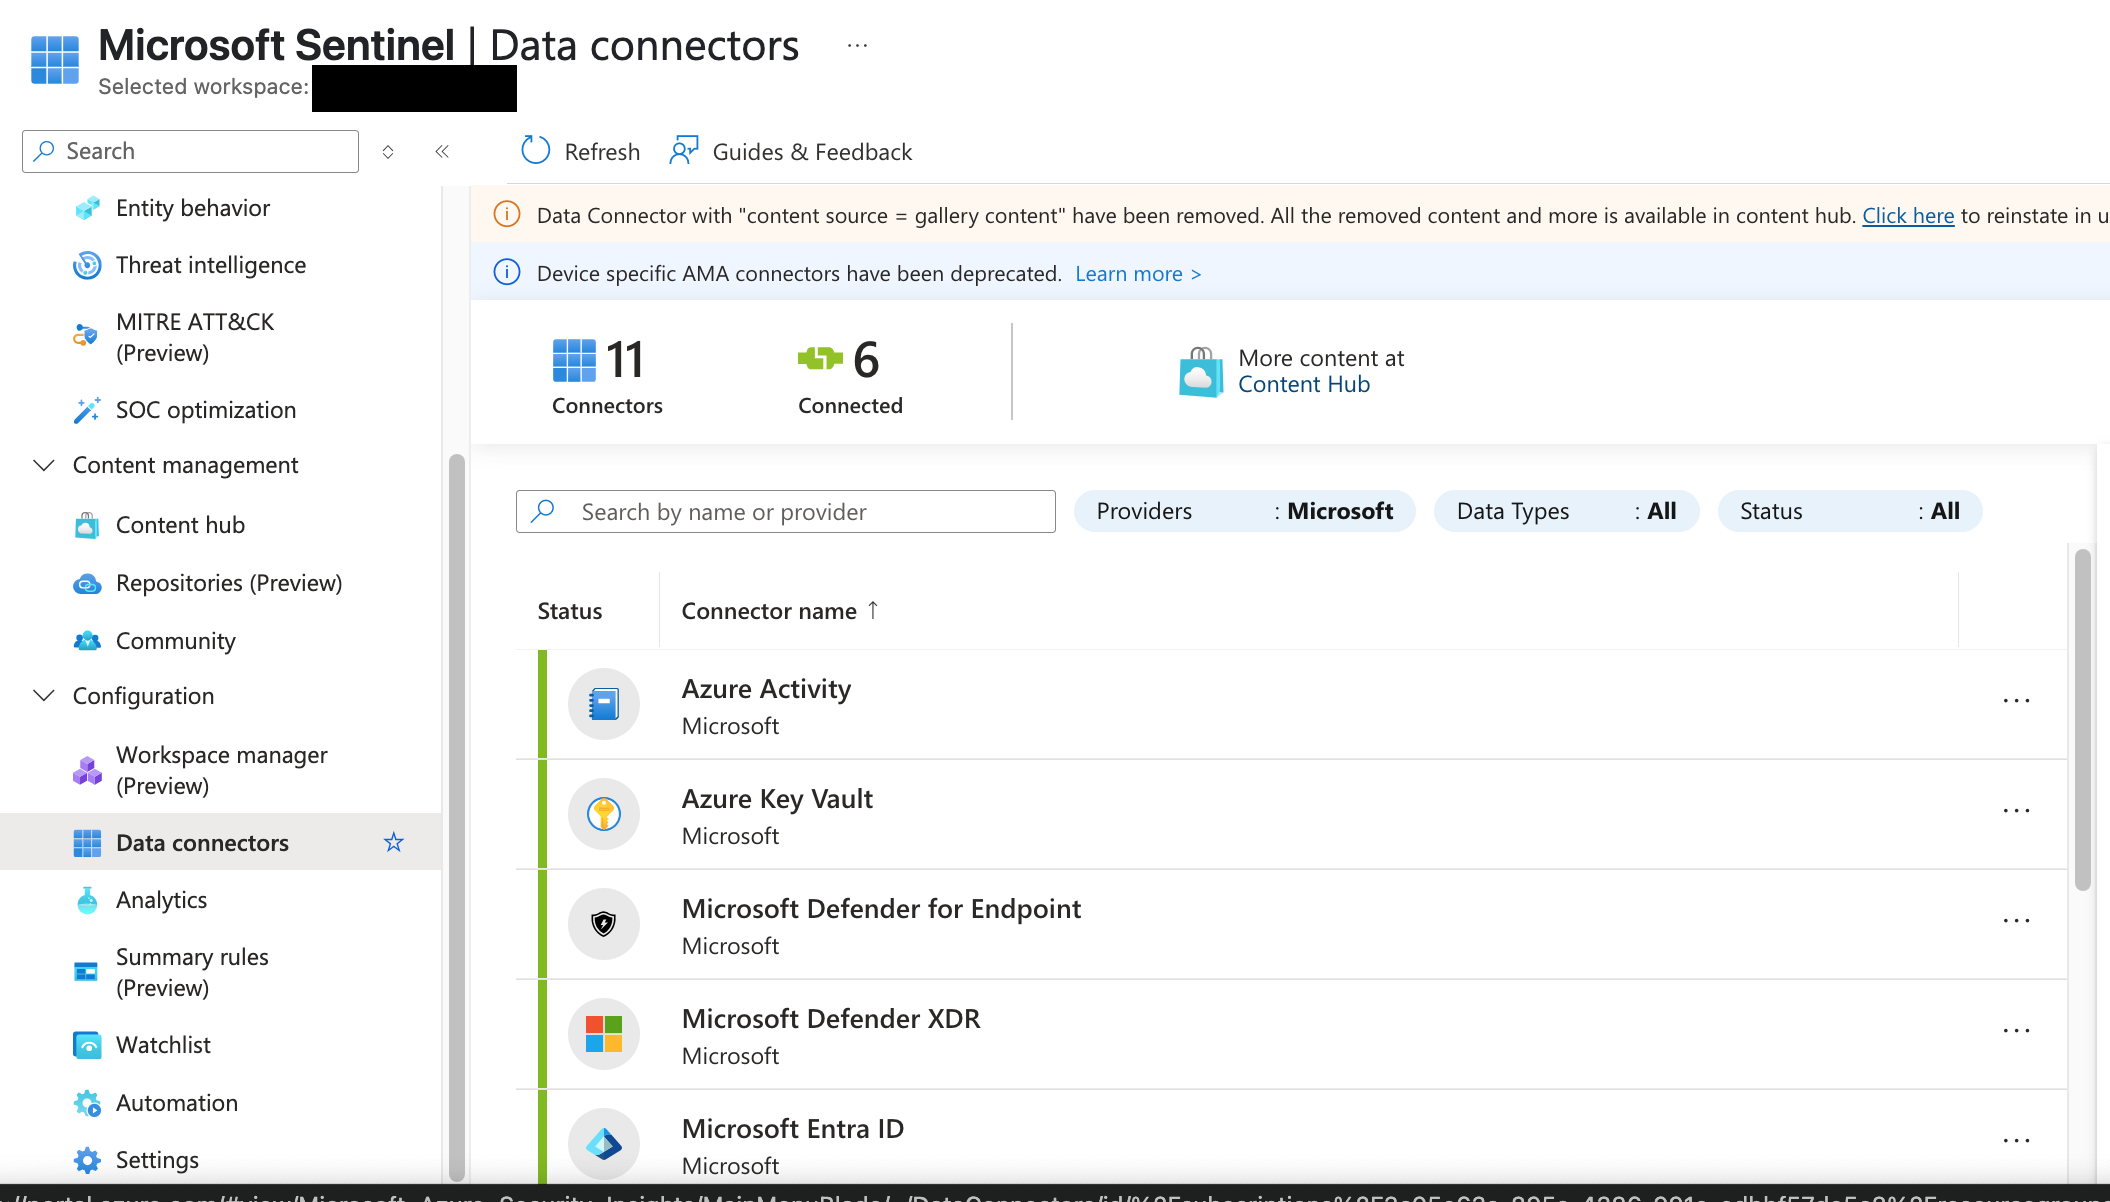 Microsoft Sentinel | Data connectors ...
Selected workspace:
Search
Refresh
Guides & Feedback
Entity behavior
Threat intelligence
MITRE ATT&CK
(Preview)
SOC optimization
Content management
Content hub
Repositories (Preview)
Community
Configuration
Workspace manager
(Preview)
Data connectors
Analytics
Summary rules
(Preview)
Watchlist
Automation
Settings
Data Connector with "content source = gallery content" have been removed. All the removed content and more is available in content hub. Click here to reinstate in u
Device specific AMA connectors have been deprecated. Learn more >
11
Connectors
6
Connected
More content at
Content Hub
Search by name or provider
Providers : Microsoft
Data Types : All
Status : All
Status
Connector name ↑
Azure Activity
Microsoft
Azure Key Vault
Microsoft
Microsoft Defender for Endpoint
Microsoft
Microsoft Defender XDR
Microsoft
Microsoft Entra ID
Microsoft